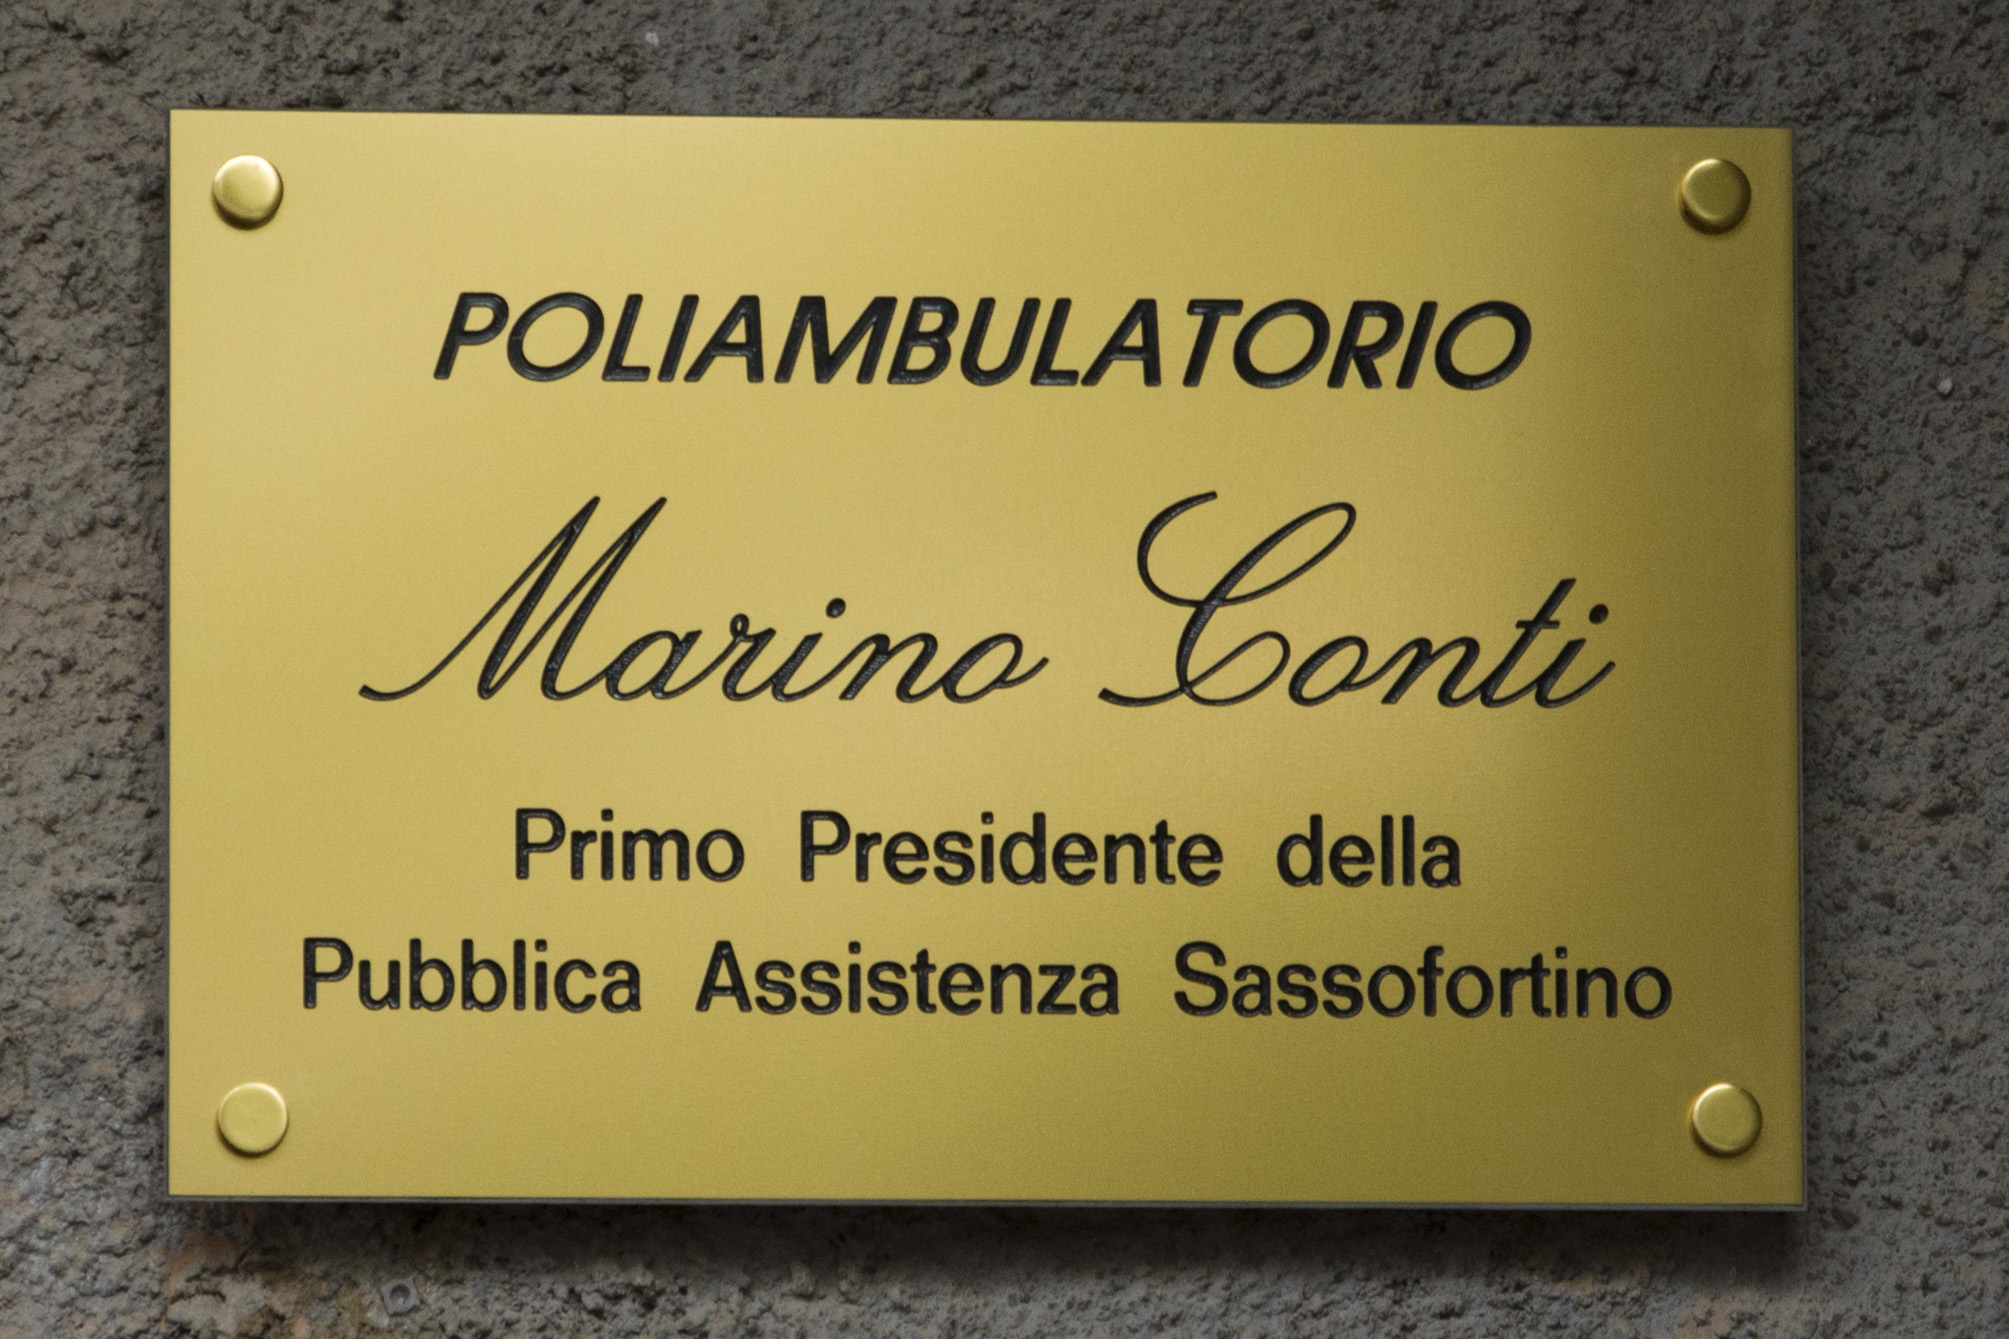 POLIAMBULATORIO
Marino Conti
Primo Presidente della
Pubblica Assistenza Sassofortino